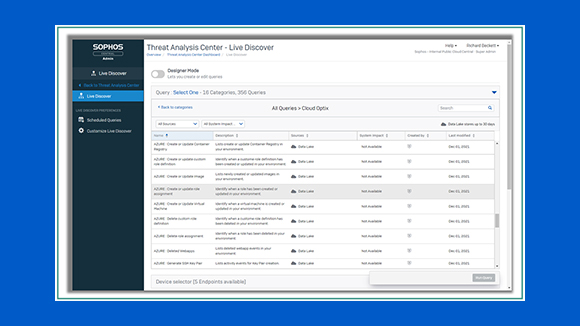 SOPHOS
Admin
Live Discover
Back to Threat Analysis Center
Live Discover
LIVE DISCOVER PREFERENCES
Scheduled Queries
Customize Live Discover
Threat Analysis Center - Live Discover
Overview / Threat Analysis Center Dashboard / Live Discover
Help
Richard Beckett
Designer Mode
Lets you create or edit queries
Query: Select One - 18 Categories, 356 Queries
Back to categories
All Queries > Cloud Optix
Search
All Sources
All System Impact...
Data Lake stores up to 30 days
Name Description Sources System Impact Created by Last modified
AZURE : Create or Update Container Registry
Lists create or update Container Registry in your environment
Data Lake Not Available Dec 01, 2021
AZURE : Create or update custom role definition
Identify when a customer role definition has been created or updated in your environment
Data Lake Not Available Dec 01, 2021
AZURE : Create or Update Image
Lists newly created or updated images in your environment
Data Lake Not Available Dec 01, 2021
AZURE : Create or update role assignment
Identify when a role has been created or updated in your environment
Data Lake Not Available Dec 01, 2021
AZURE : Create or Update Virtual Machine
Identify when a virtual machine is created or updated in your environment
Data Lake Not Available Dec 01, 2021
AZURE : Delete custom role definition
Identify when a customer role definition has been deleted in your environment
Data Lake Not Available Dec 01, 2021
AZURE : Delete role assignment
Identify when a role has been deleted in your environment
Data Lake Not Available Dec 01, 2021
AZURE : Deleted Webapps
Lists deleted webapp events in your environment
Data Lake Not Available Dec 01, 2021
AZURE : Generate SSH Key Pair
Lists activity events for Key Pair creation
Data Lake Not Available Dec 01, 2021
Run Query
Device selector (5 Endpoints available)